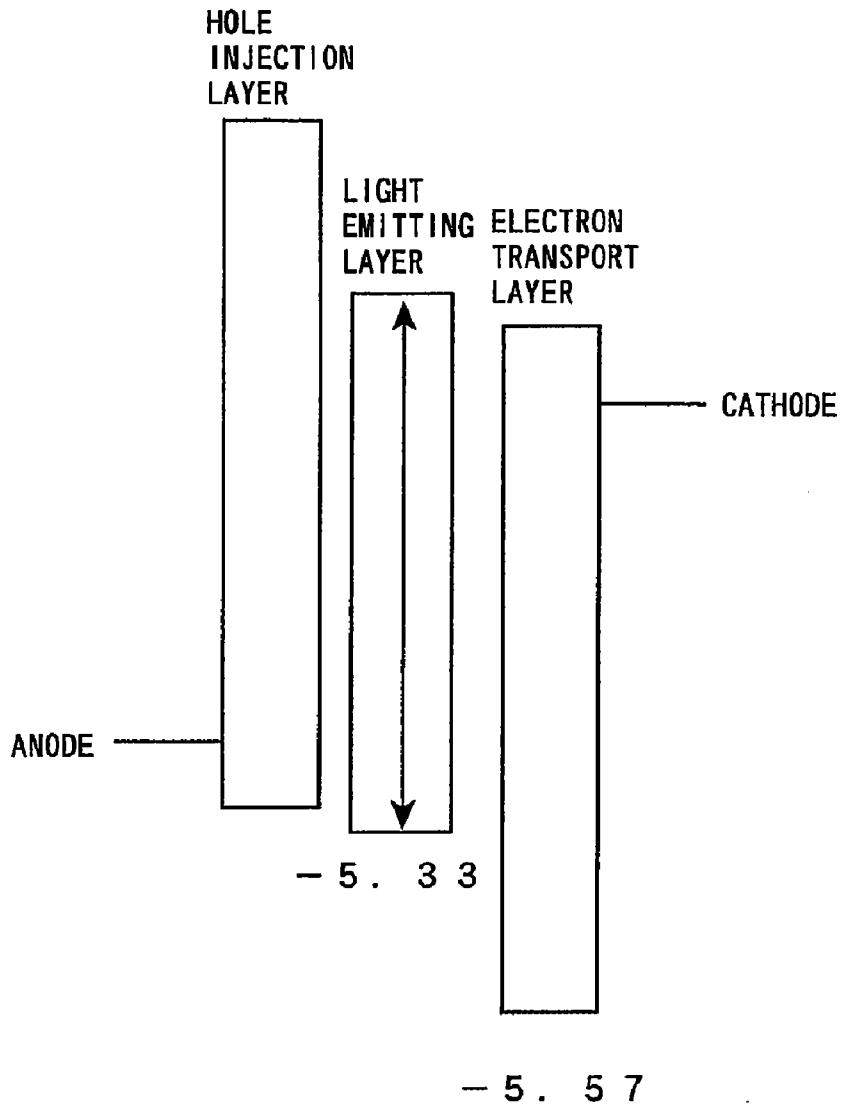 HOLE
INJECTION
LAYER
LIGHT
EMITTING
LAYER
ELECTRON
TRANSPORT
LAYER
CATHODE
ANODE
−5.33
−5.57